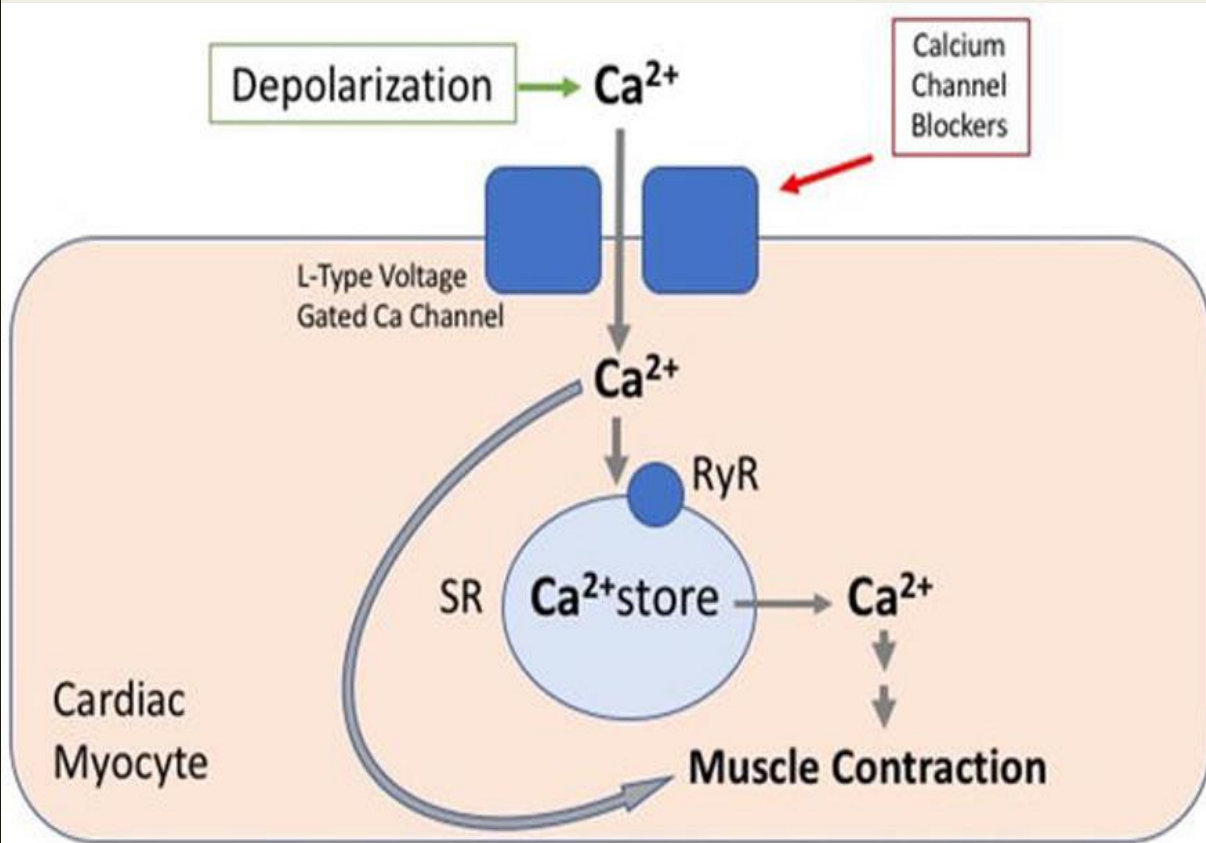 Depolarization
Ca²⁺
Calcium
Channel
Blockers
L-Type Voltage
Gated Ca Channel
Ca²⁺
RyR
SR
Ca²⁺store
Ca²⁺
Cardiac
Myocyte
Muscle Contraction